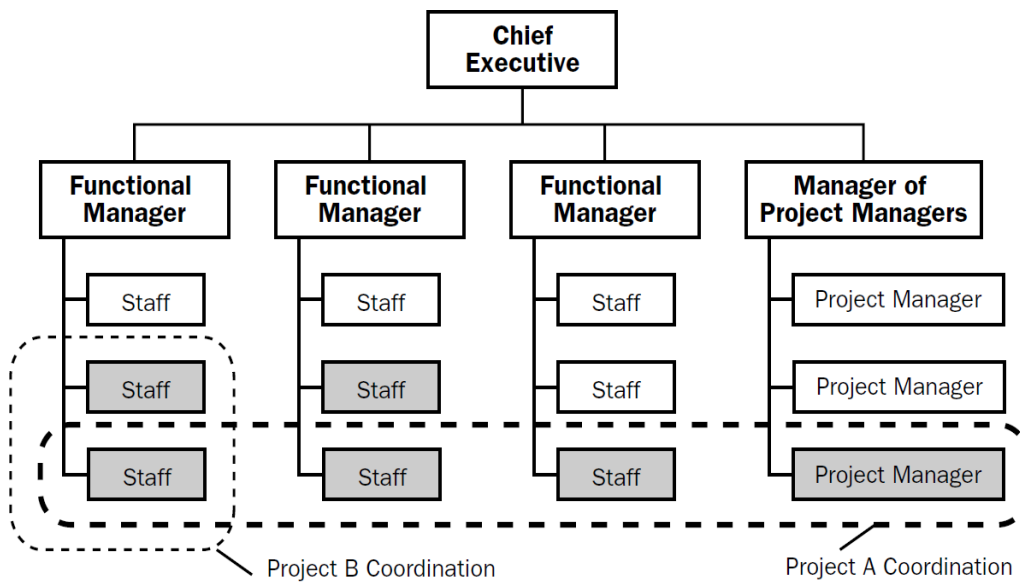 Chief
Executive
Functional
Manager
Functional
Manager
Functional
Manager
Manager of
Project Managers
Staff
Staff
Staff
Project Manager
Staff
Staff
Staff
Project Manager
Staff
Staff
Staff
Project Manager
Project B Coordination
Project A Coordination